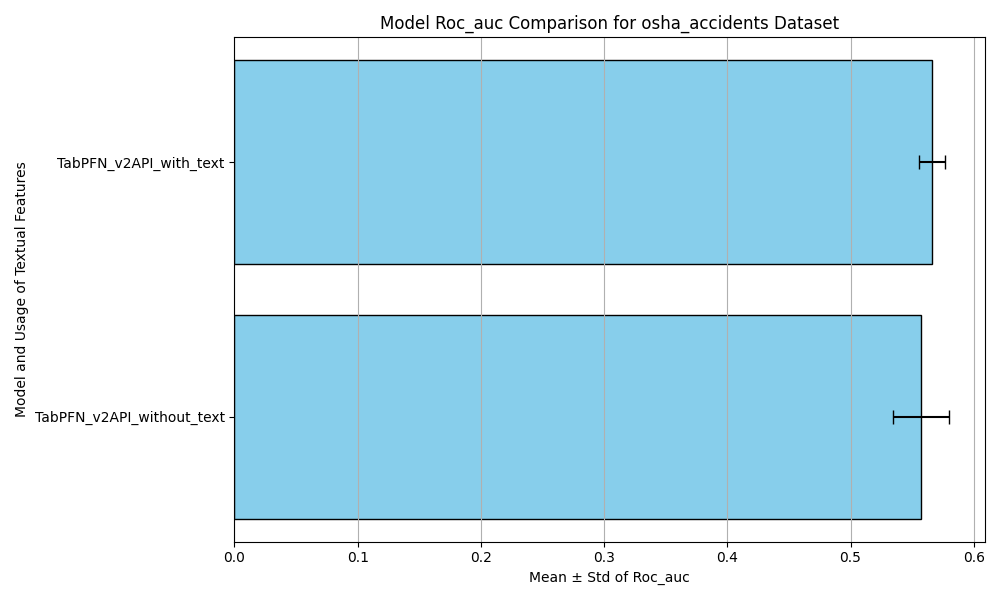 Model Roc_auc Comparison for osha_accidents Dataset
Model and Usage of Textual Features
TabPFN_v2API_with_text
TabPFN_v2API_without_text
0.0 0.1 0.2 0.3 0.4 0.5 0.6
Mean ± Std of Roc_auc